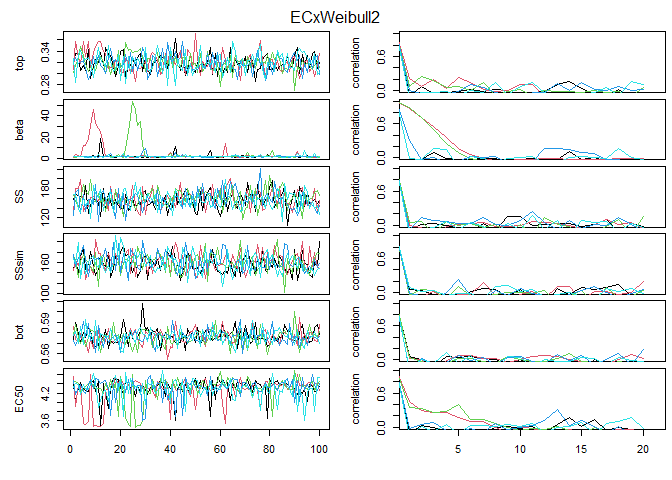 ECxWeibull2
top
0.28 0.34
correlation
0.0 0.6
beta
0 20 40
correlation
0.0 0.6
SS
120 180
correlation
0.0 0.6
SSsim
100 160
correlation
0.0 0.6
bot
0.56 0.59
correlation
0.0 0.6
EC50
3.6 4.2
correlation
0.0 0.6
0 20 40 60 80 100
5 10 15 20